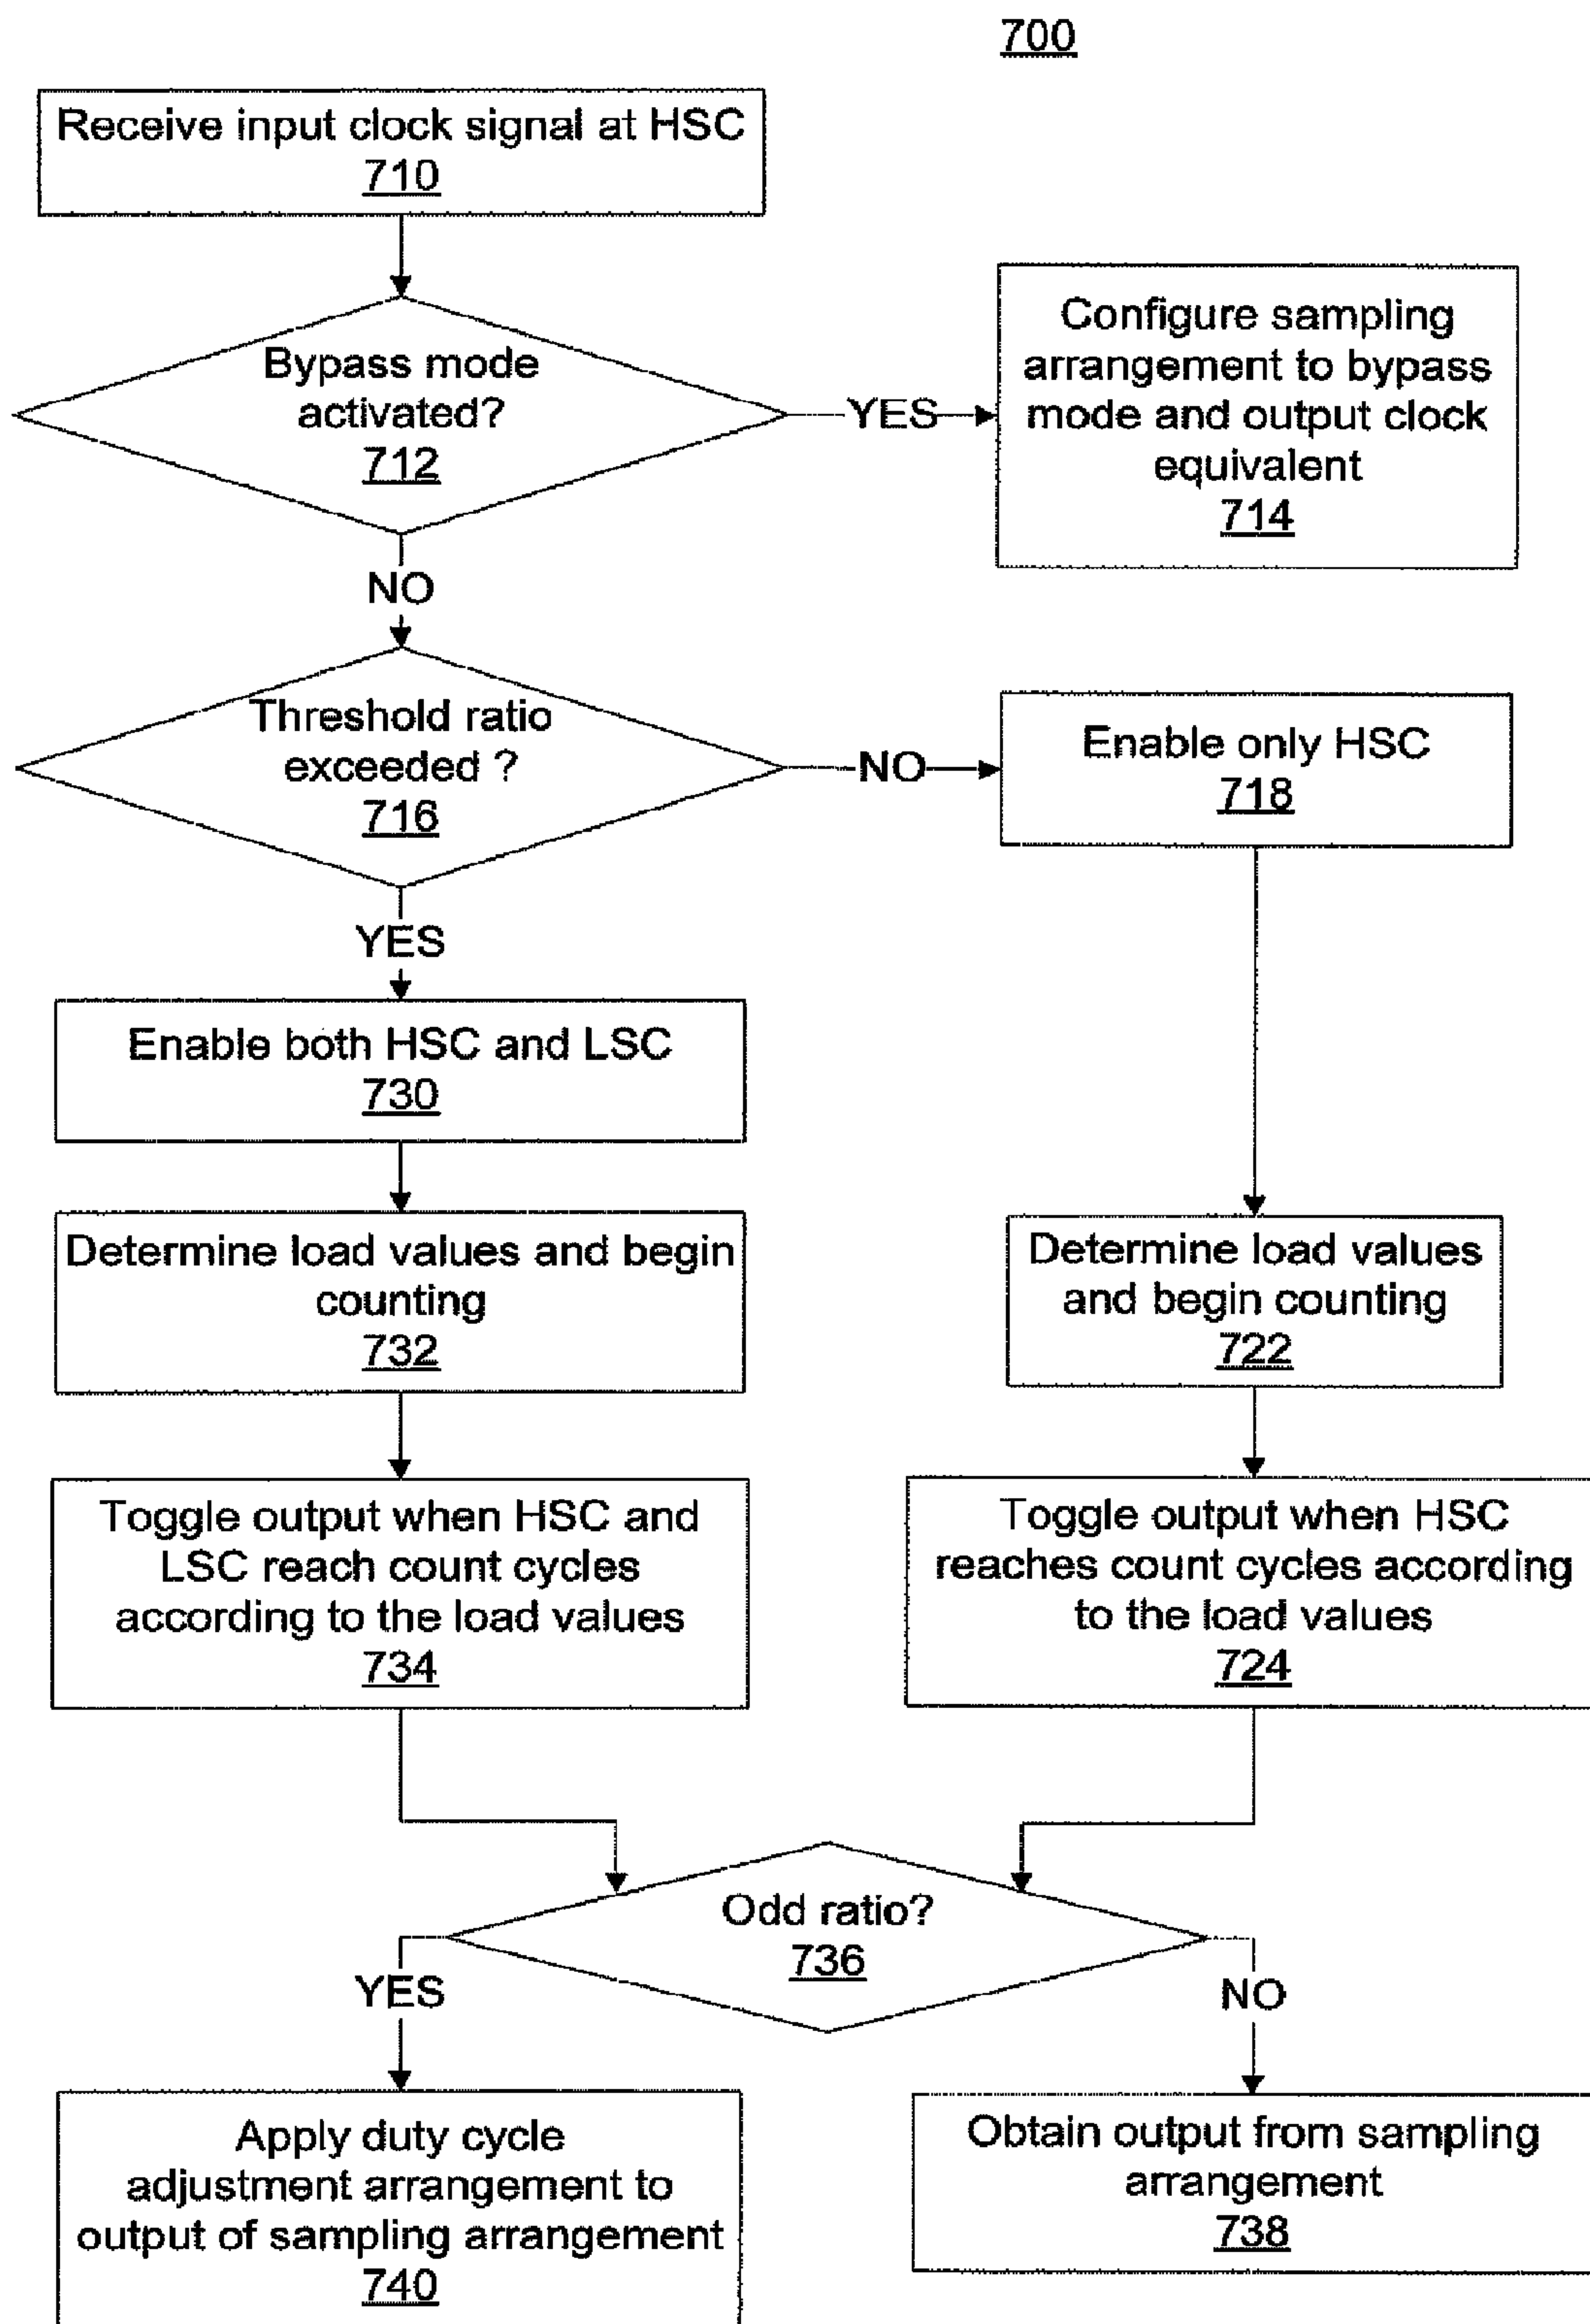 700
Receive input clock signal at HSC
710
Bypass mode
activated?
712
YES
Configure sampling
arrangement to bypass
mode and output clock
equivalent
714
NO
Threshold ratio
exceeded ?
716
NO
Enable only HSC
718
YES
Enable both HSC and LSC
730
Determine load values and begin
counting
732
Determine load values
and begin counting
722
Toggle output when HSC and
LSC reach count cycles
according to the load values
734
Toggle output when HSC
reaches count cycles according
to the load values
724
Odd ratio?
736
YES
NO
Apply duty cycle
adjustment arrangement to
output of sampling arrangement
740
Obtain output from sampling
arrangement
738